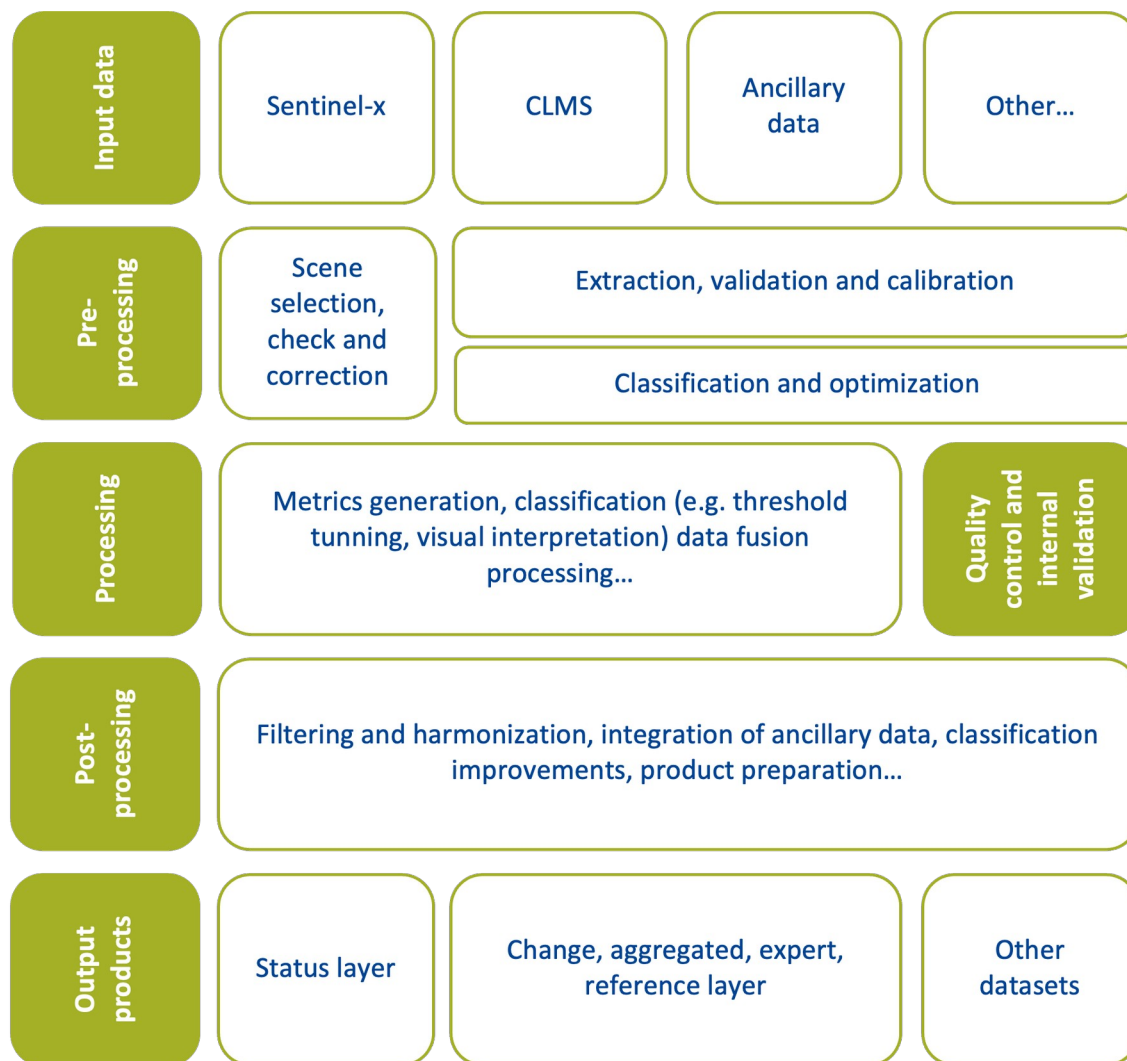 Input data
Sentinel-x
CLMS
Ancillary
data
Other...
Pre-
processing
Scene
selection,
check and
correction
Extraction, validation and calibration
Classification and optimization
Processing
Metrics generation, classification (e.g. threshold
tunning, visual interpretation) data fusion
processing...
Quality
control and
internal
validation
Post-
processing
Filtering and harmonization, integration of ancillary data, classification
improvements, product preparation...
Output
products
Status layer
Change, aggregated, expert,
reference layer
Other
datasets